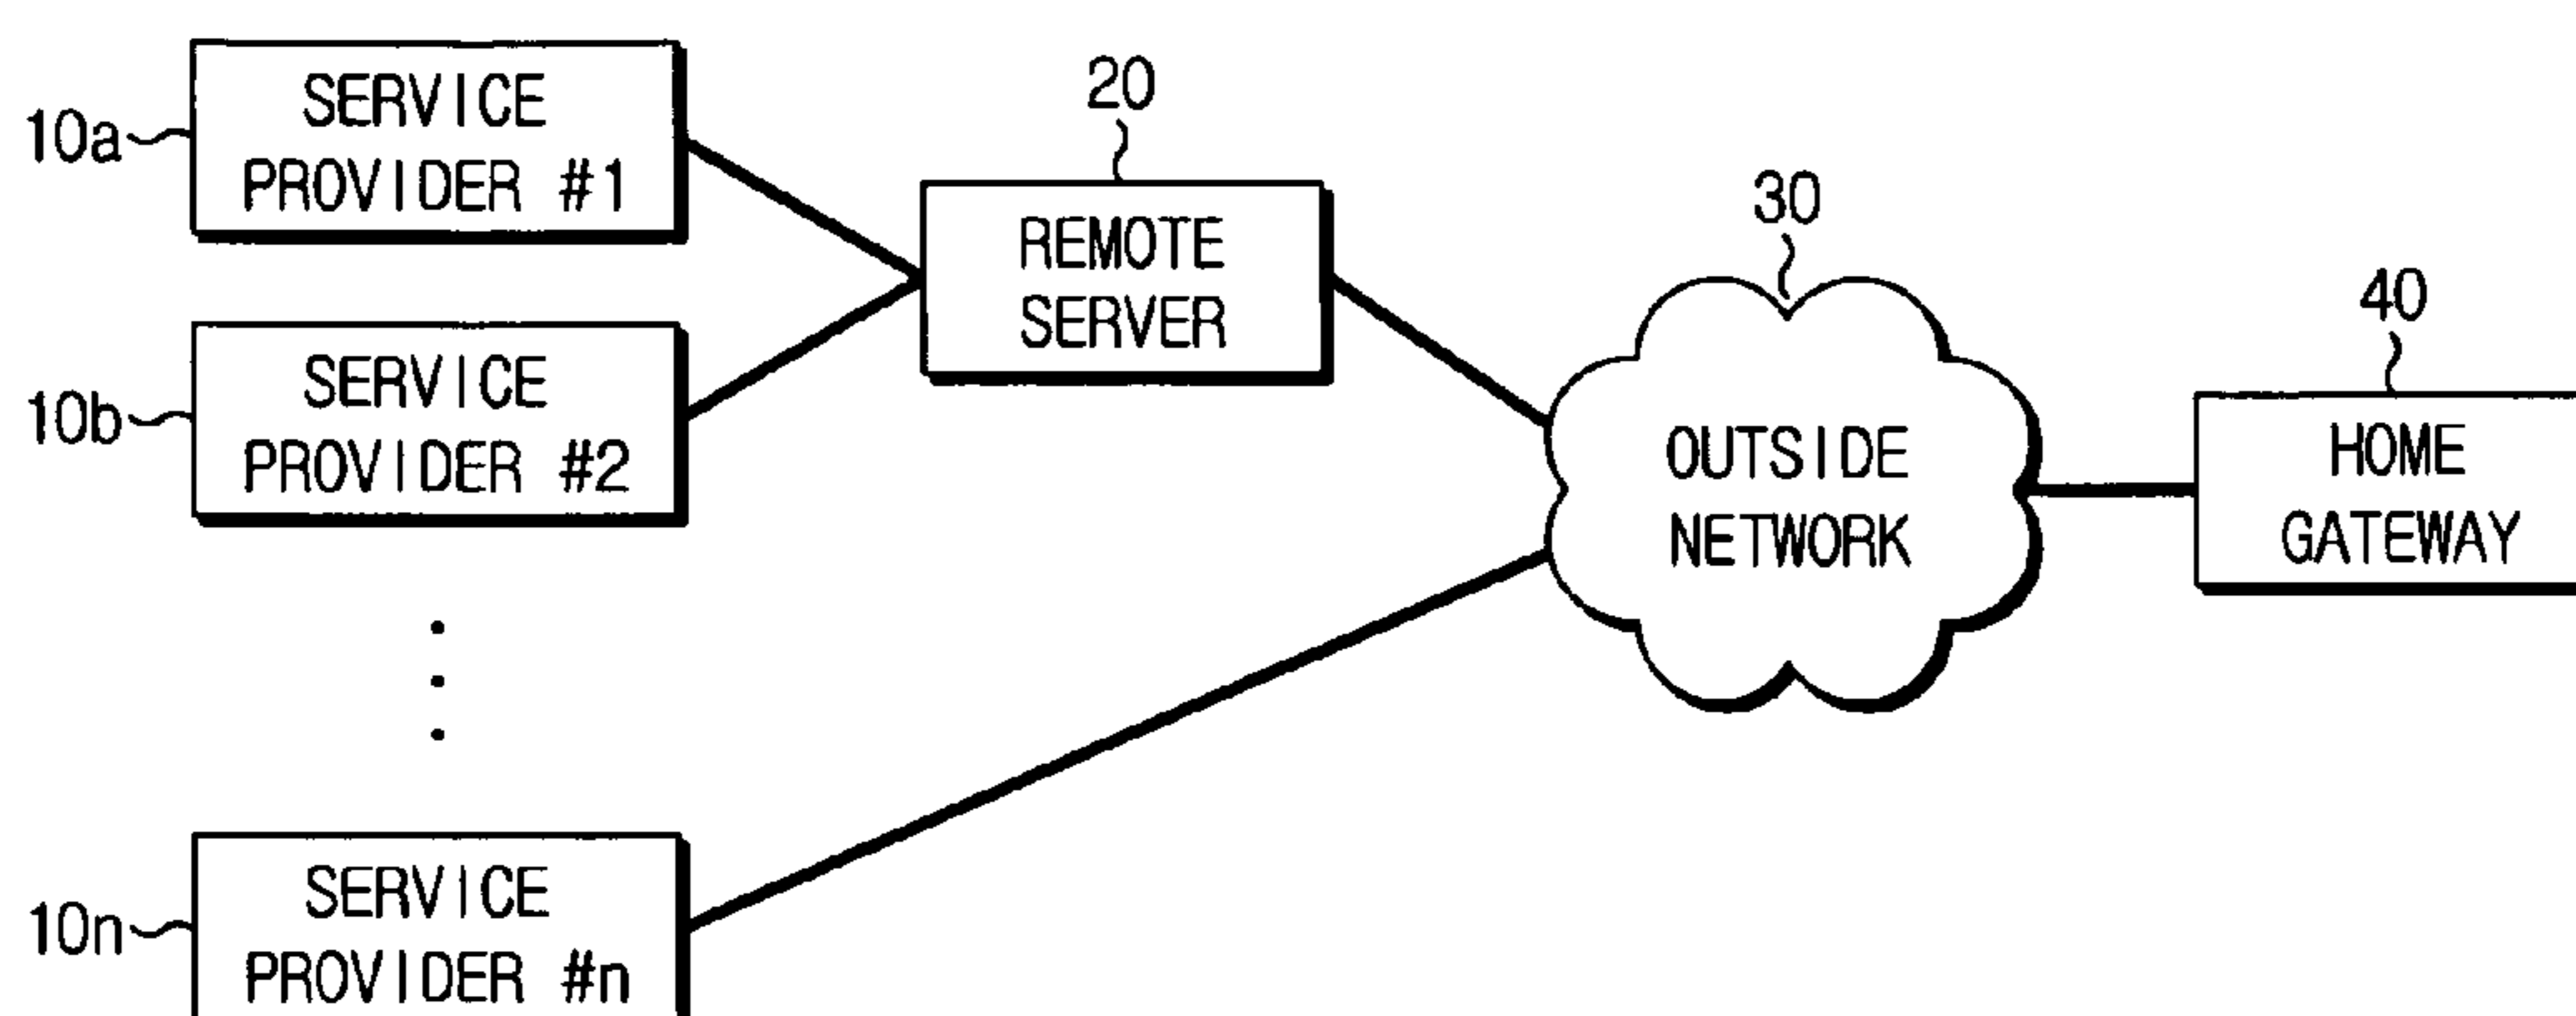 10a
SERVICE
PROVIDER #1
20
REMOTE
SERVER
30
40
10b
SERVICE
PROVIDER #2
OUTSIDE
NETWORK
HOME
GATEWAY
10n
SERVICE
PROVIDER #n